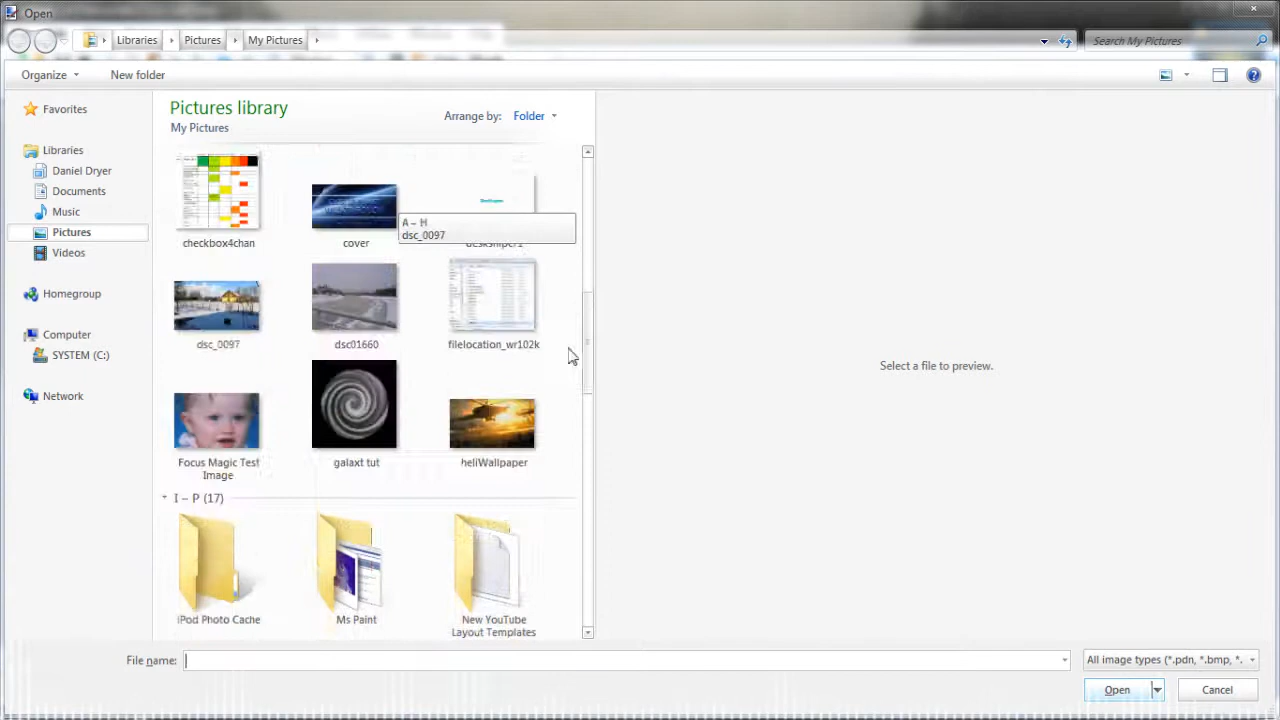 Open
Libraries
Pictures
My Pictures
Search My Pictures
Organize
New folder
Favorites
Libraries
Daniel Dryer
Documents
Music
Pictures
Videos
Homegroup
Computer
SYSTEM (C:)
Network
Pictures library
My Pictures
Arrange by: Folder
checkbox4chan
cover
A – H
dsc_0097
dsc_0097
dsc01660
filelocation_wr102k
Focus Magic Test
Image
galaxt tut
heliWallpaper
I – P (17)
iPod Photo Cache
Ms Paint
New YouTube
Layout Templates
Select a file to preview.
File name:
All image types (*.pdn, *.bmp, *.
Open
Cancel